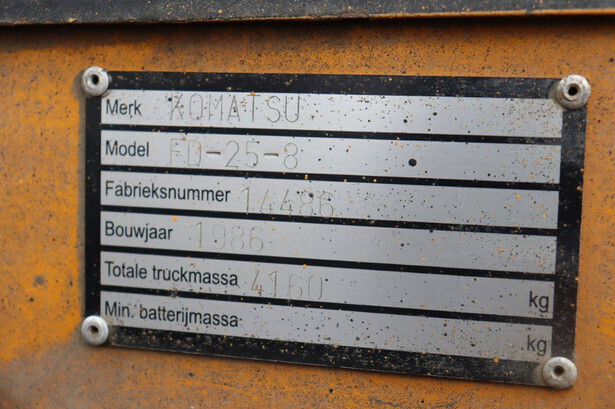 Merk KOMATSU
Model FD-25-8
Fabrieksnummer 14486
Bouwjaar 1986
Totale truckmassa 4160 kg
Min. batterijmassa kg